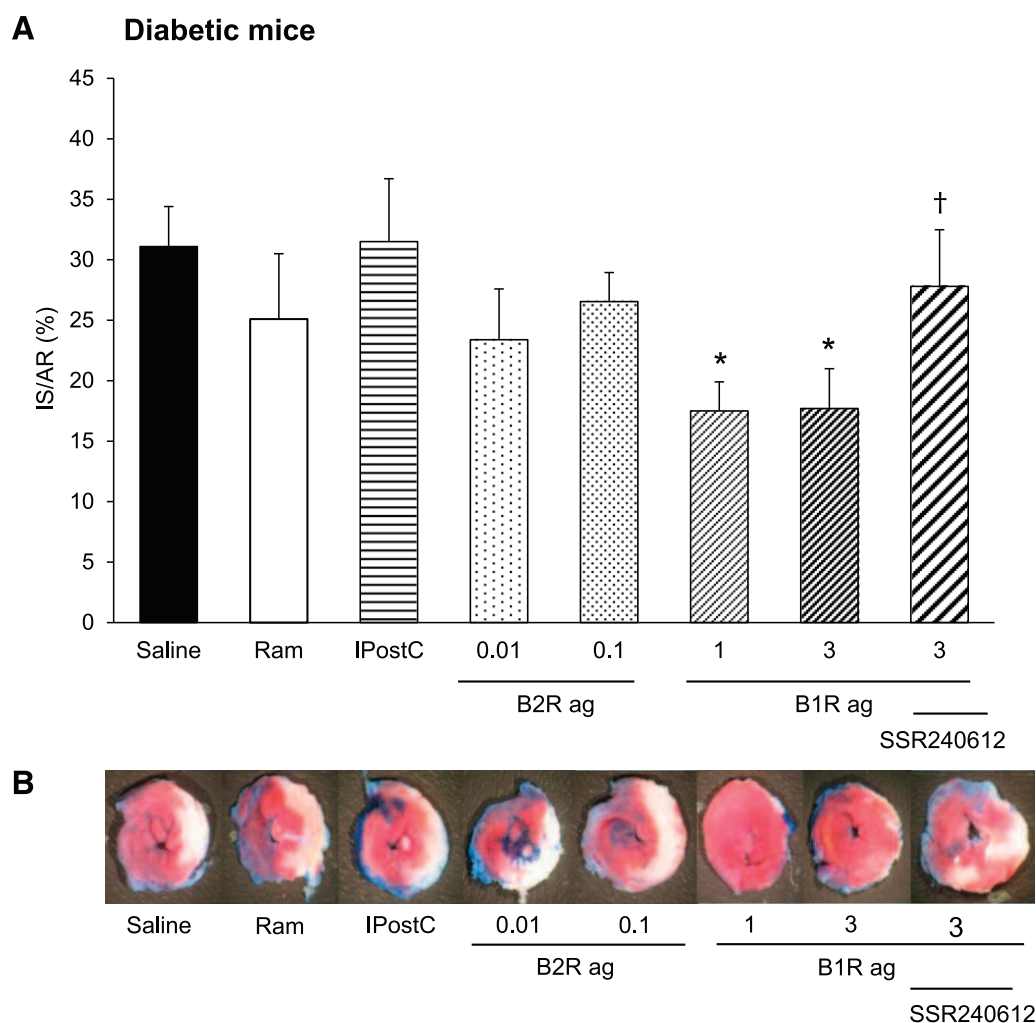 A Diabetic mice
45
40
35
30
25
20
15
10
5
0
IS/AR (%)
* * †
Saline Ram IPostC 0.01 0.1 1 3 3
B2R ag B1R ag
SSR240612
B
Saline Ram IPostC 0.01 0.1 1 3 3
B2R ag B1R ag
SSR240612